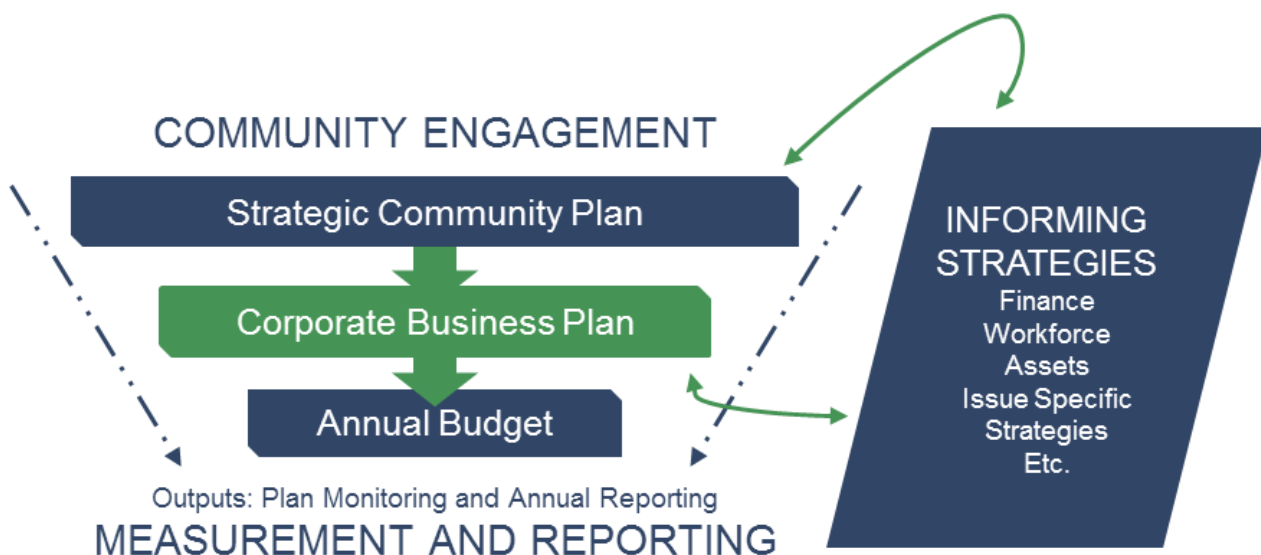 COMMUNITY ENGAGEMENT
Strategic Community Plan
Corporate Business Plan
Annual Budget
Outputs: Plan Monitoring and Annual Reporting
MEASUREMENT AND REPORTING
INFORMING
STRATEGIES
Finance
Workforce
Assets
Issue Specific
Strategies
Etc.